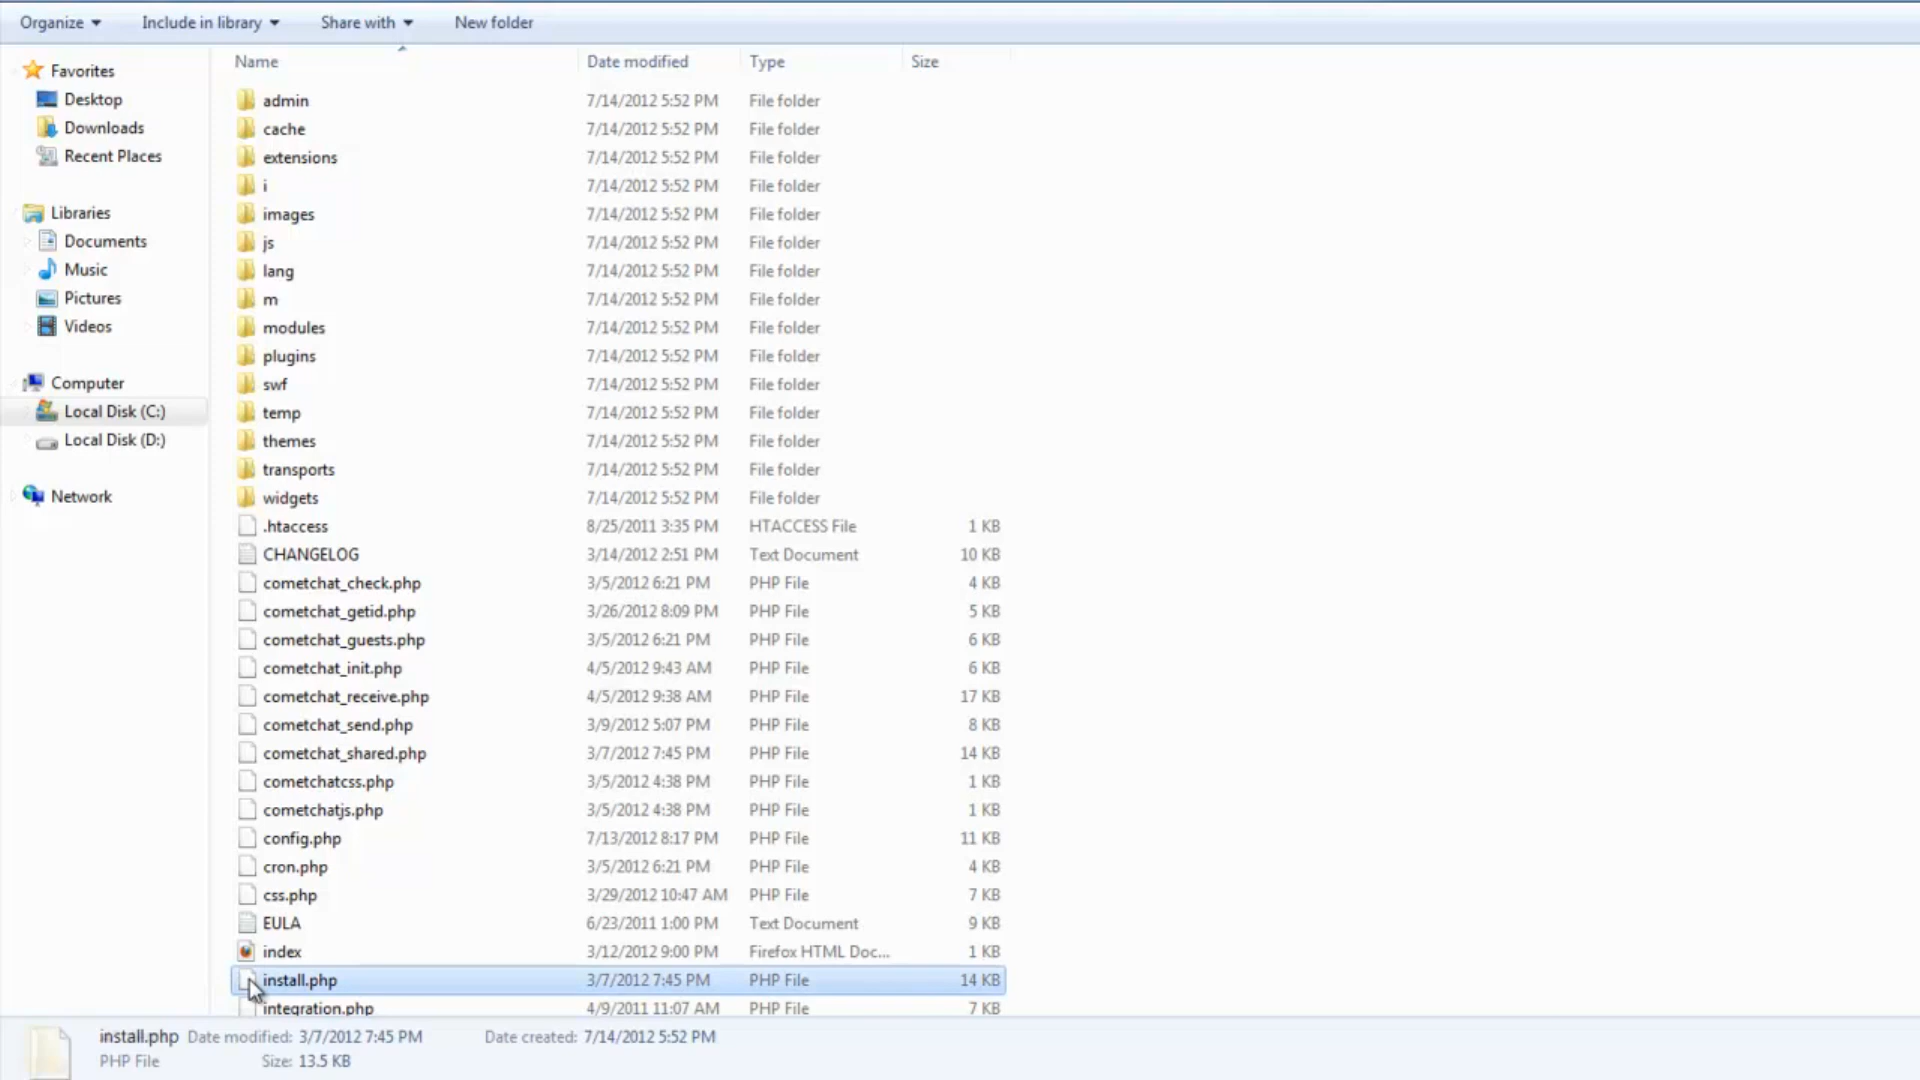 Organize Include in library Share with New folder
Name Date modified Type Size
Favorites
Desktop
Downloads
Recent Places
Libraries
Documents
Music
Pictures
Videos
Computer
Local Disk (C:)
Local Disk (D:)
Network
admin 7/14/2012 5:52 PM File folder
cache 7/14/2012 5:52 PM File folder
extensions 7/14/2012 5:52 PM File folder
i 7/14/2012 5:52 PM File folder
images 7/14/2012 5:52 PM File folder
js 7/14/2012 5:52 PM File folder
lang 7/14/2012 5:52 PM File folder
m 7/14/2012 5:52 PM File folder
modules 7/14/2012 5:52 PM File folder
plugins 7/14/2012 5:52 PM File folder
swf 7/14/2012 5:52 PM File folder
temp 7/14/2012 5:52 PM File folder
themes 7/14/2012 5:52 PM File folder
transports 7/14/2012 5:52 PM File folder
widgets 7/14/2012 5:52 PM File folder
.htaccess 8/25/2011 3:35 PM HTACCESS File 1 KB
CHANGELOG 3/14/2012 2:51 PM Text Document 10 KB
cometchat_check.php 3/5/2012 6:21 PM PHP File 4 KB
cometchat_getid.php 3/26/2012 8:09 PM PHP File 5 KB
cometchat_guests.php 3/5/2012 6:21 PM PHP File 6 KB
cometchat_init.php 4/5/2012 9:43 AM PHP File 6 KB
cometchat_receive.php 4/5/2012 9:38 AM PHP File 17 KB
cometchat_send.php 3/9/2012 5:07 PM PHP File 8 KB
cometchat_shared.php 3/7/2012 7:45 PM PHP File 14 KB
cometchatcss.php 3/5/2012 4:38 PM PHP File 1 KB
cometchatjs.php 3/5/2012 4:38 PM PHP File 1 KB
config.php 7/13/2012 8:17 PM PHP File 11 KB
cron.php 3/5/2012 6:21 PM PHP File 4 KB
css.php 3/29/2012 10:47 AM PHP File 7 KB
EULA 6/23/2011 1:00 PM Text Document 9 KB
index 3/12/2012 9:00 PM Firefox HTML Doc... 1 KB
install.php 3/7/2012 7:45 PM PHP File 14 KB
integration.php 4/9/2011 11:07 AM PHP File 7 KB
install.php Date modified: 3/7/2012 7:45 PM Date created: 7/14/2012 5:52 PM
PHP File Size: 13.5 KB